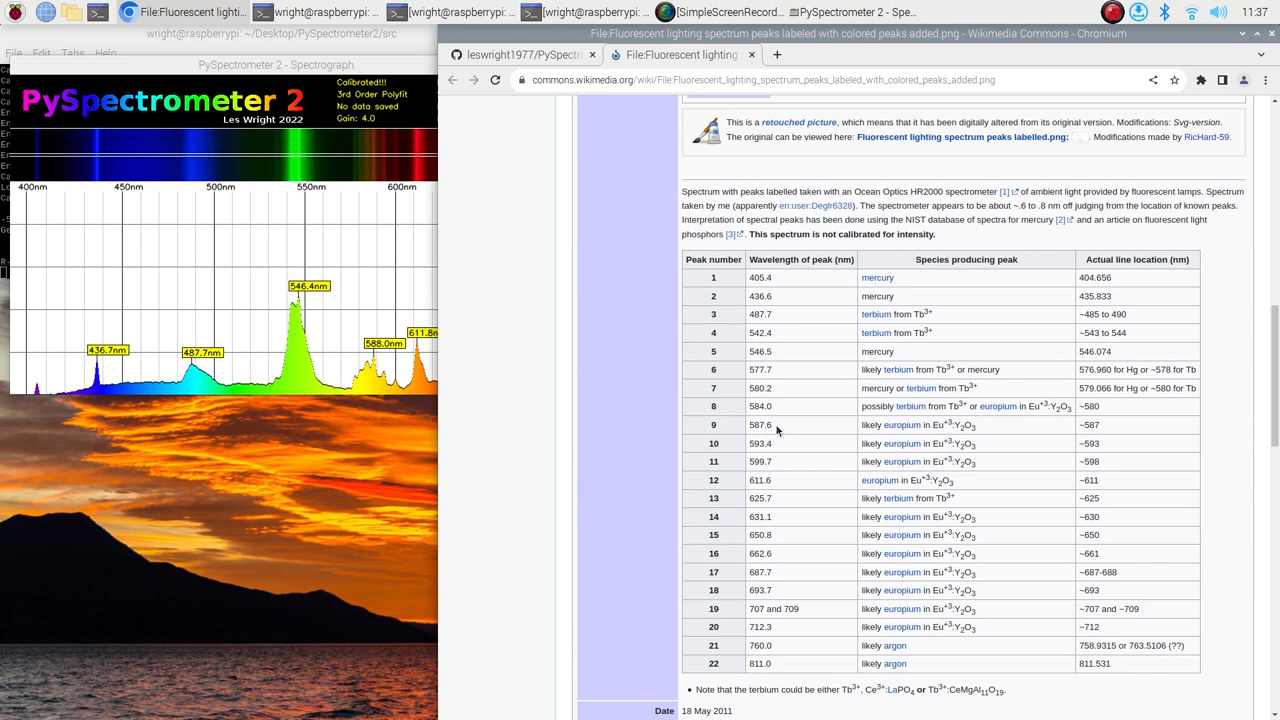 File:Fluorescent lighti...
wright@raspberrypi: ...
[wright@raspberrypi: ...
[wright@raspberrypi: ...
[SimpleScreenRecord...
PySpectrometer 2 - Spe...
11:37
wright@raspberrypi: ~/Desktop/PySpectrometer2/src
File Edit Tabs Help
PySpectrometer 2 - Spectrograph
PySpectrometer 2
Les Wright 2022
Calibrated!!!
3rd Order Polyfit
No data saved
Gain: 4.0
400nm 450nm 500nm 550nm 600nm
546.4nm
611.8n
588.0nm
436.7nm
487.7nm
File:Fluorescent lighting spectrum peaks labeled with colored peaks added.png - Wikimedia Commons - Chromium
leswright1977/PySpectr
File:Fluorescent lighting
commons.wikimedia.org/wiki/File:Fluorescent_lighting_spectrum_peaks_labeled_with_colored_peaks_added.png
This is a retouched picture, which means that it has been digitally altered from its original version. Modifications: Svg-version.
The original can be viewed here: Fluorescent lighting spectrum peaks labelled.png: . Modifications made by RicHard-59.
Spectrum with peaks labelled taken with an Ocean Optics HR2000 spectrometer [1] of ambient light provided by fluorescent lamps. Spectrum
taken by me (apparently en:user:Deglr6328). The spectrometer appears to be about ~.6 to .8 nm off judging from the location of known peaks.
Interpretation of spectral peaks has been done using the NIST database of spectra for mercury [2] and an article on fluorescent light
phosphors [3]. This spectrum is not calibrated for intensity.
Peak number Wavelength of peak (nm) Species producing peak Actual line location (nm)
1 405.4 mercury 404.656
2 436.6 mercury 435.833
3 487.7 terbium from Tb3+ ~485 to 490
4 542.4 terbium from Tb3+ ~543 to 544
5 546.5 mercury 546.074
6 577.7 likely terbium from Tb3+ or mercury 576.960 for Hg or ~578 for Tb
7 580.2 mercury or terbium from Tb3+ 579.066 for Hg or ~580 for Tb
8 584.0 possibly terbium from Tb3+ or europium in Eu+3:Y2O3 ~580
9 587.6 likely europium in Eu+3:Y2O3 ~587
10 593.4 likely europium in Eu+3:Y2O3 ~593
11 599.7 likely europium in Eu+3:Y2O3 ~598
12 611.6 europium in Eu+3:Y2O3 ~611
13 625.7 likely terbium from Tb3+ ~625
14 631.1 likely europium in Eu+3:Y2O3 ~630
15 650.8 likely europium in Eu+3:Y2O3 ~650
16 662.6 likely europium in Eu+3:Y2O3 ~661
17 687.7 likely europium in Eu+3:Y2O3 ~687-688
18 693.7 likely europium in Eu+3:Y2O3 ~693
19 707 and 709 likely europium in Eu+3:Y2O3 ~707 and ~709
20 712.3 likely europium in Eu+3:Y2O3 ~712
21 760.0 likely argon 758.9315 or 763.5106 (??)
22 811.0 likely argon 811.531
Note that the terbium could be either Tb3+, Ce3+:LaPO4 or Tb3+:CeMgAl11O19.
Date 18 May 2011